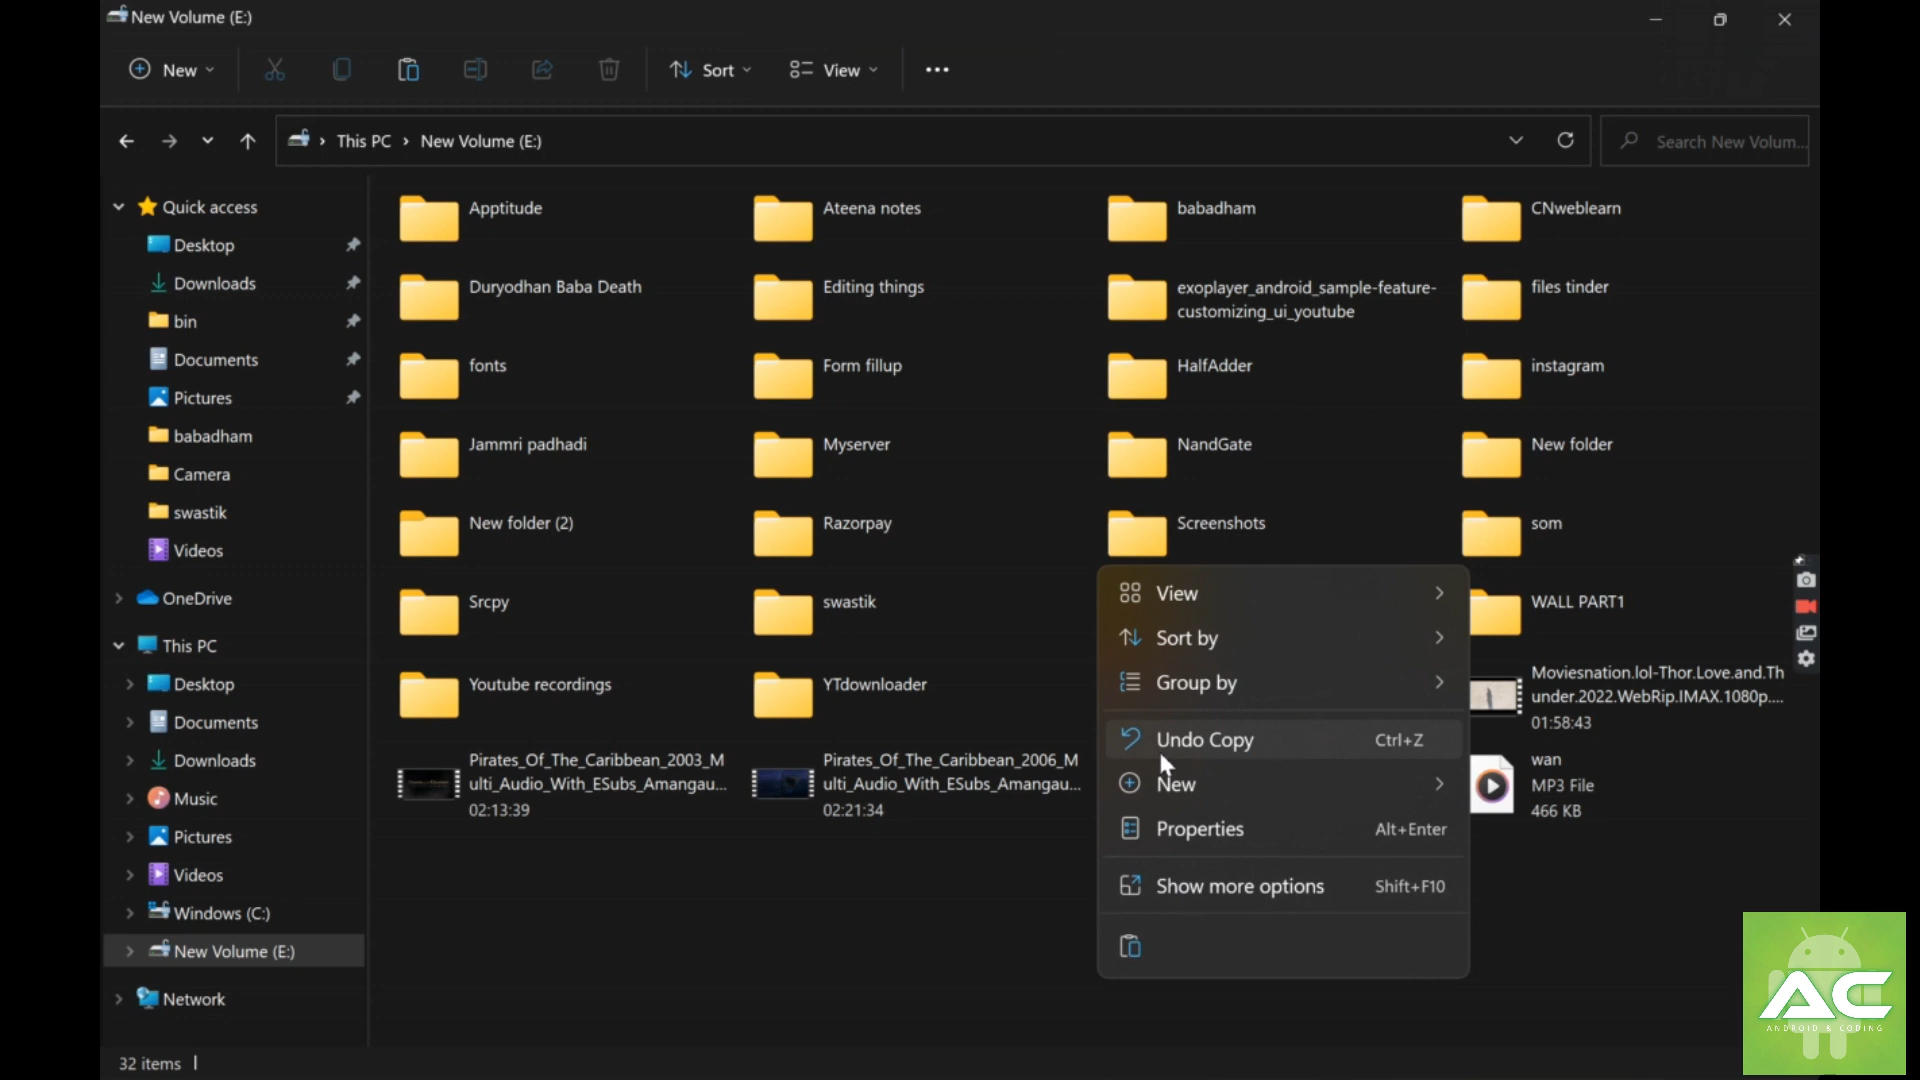 New Volume (E:)
New
Sort
View
This PC
New Volume (E:)
Search New Volum...
Quick access
Desktop
Downloads
bin
Documents
Pictures
babadham
Camera
swastik
Videos
OneDrive
This PC
Desktop
Documents
Downloads
Music
Pictures
Videos
Windows (C:)
New Volume (E:)
Network
Apptitude
Ateena notes
babadham
CNweblearn
Duryodhan Baba Death
Editing things
exoplayer_android_sample-feature-
customizing_ui_youtube
files tinder
fonts
Form fillup
HalfAdder
instagram
Jammri padhadi
Myserver
NandGate
New folder
New folder (2)
Razorpay
Screenshots
som
Srcpy
swastik
WALL PART1
Youtube recordings
YTdownloader
Moviesnation.lol-Thor.Love.and.Th
under.2022.WebRip.IMAX.1080p....
01:58:43
Pirates_Of_The_Caribbean_2003_M
ulti_Audio_With_ESubs_Amangau...
02:13:39
Pirates_Of_The_Caribbean_2006_M
ulti_Audio_With_ESubs_Amangau...
02:21:34
wan
MP3 File
466 KB
View
Sort by
Group by
Undo Copy Ctrl+Z
New
Properties Alt+Enter
Show more options Shift+F10
32 items
AC
ANDROID & CODING